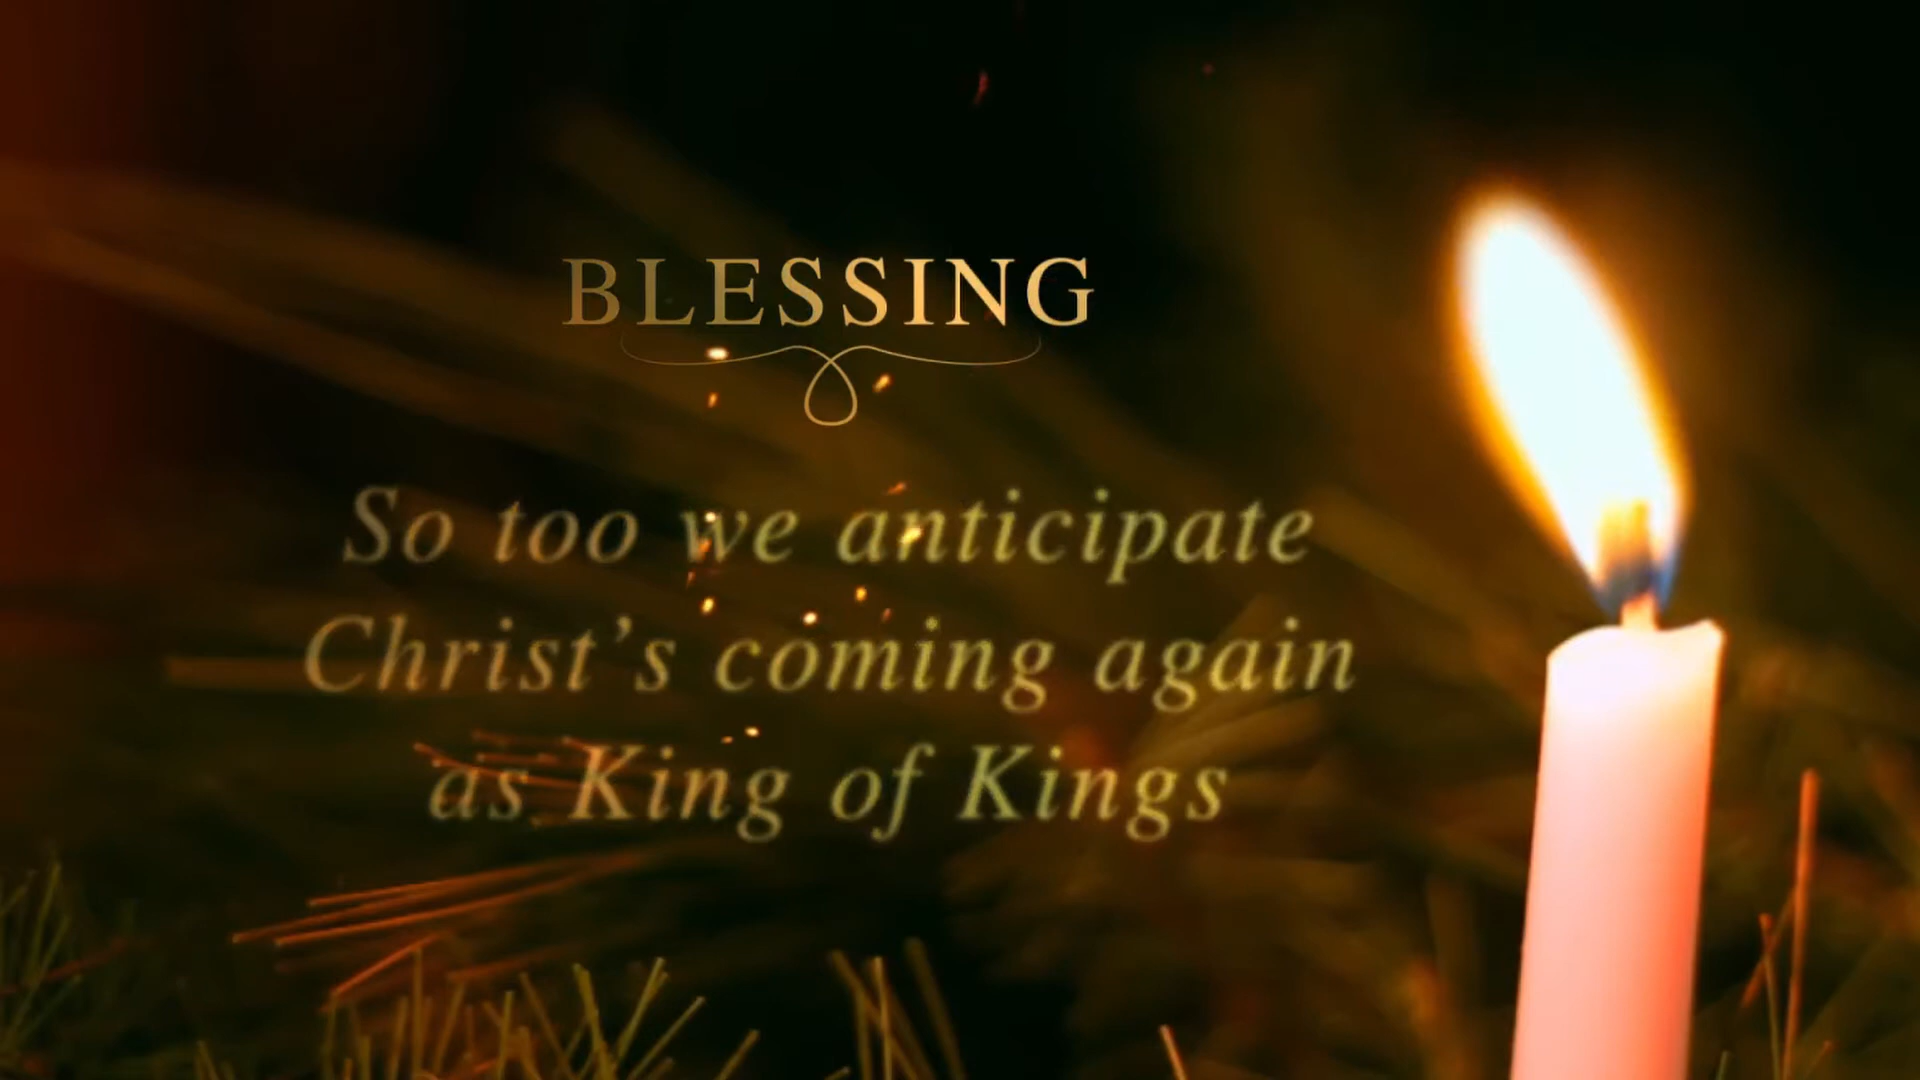 BLESSING
So too we anticipate
Christ’s coming again
as King of Kings